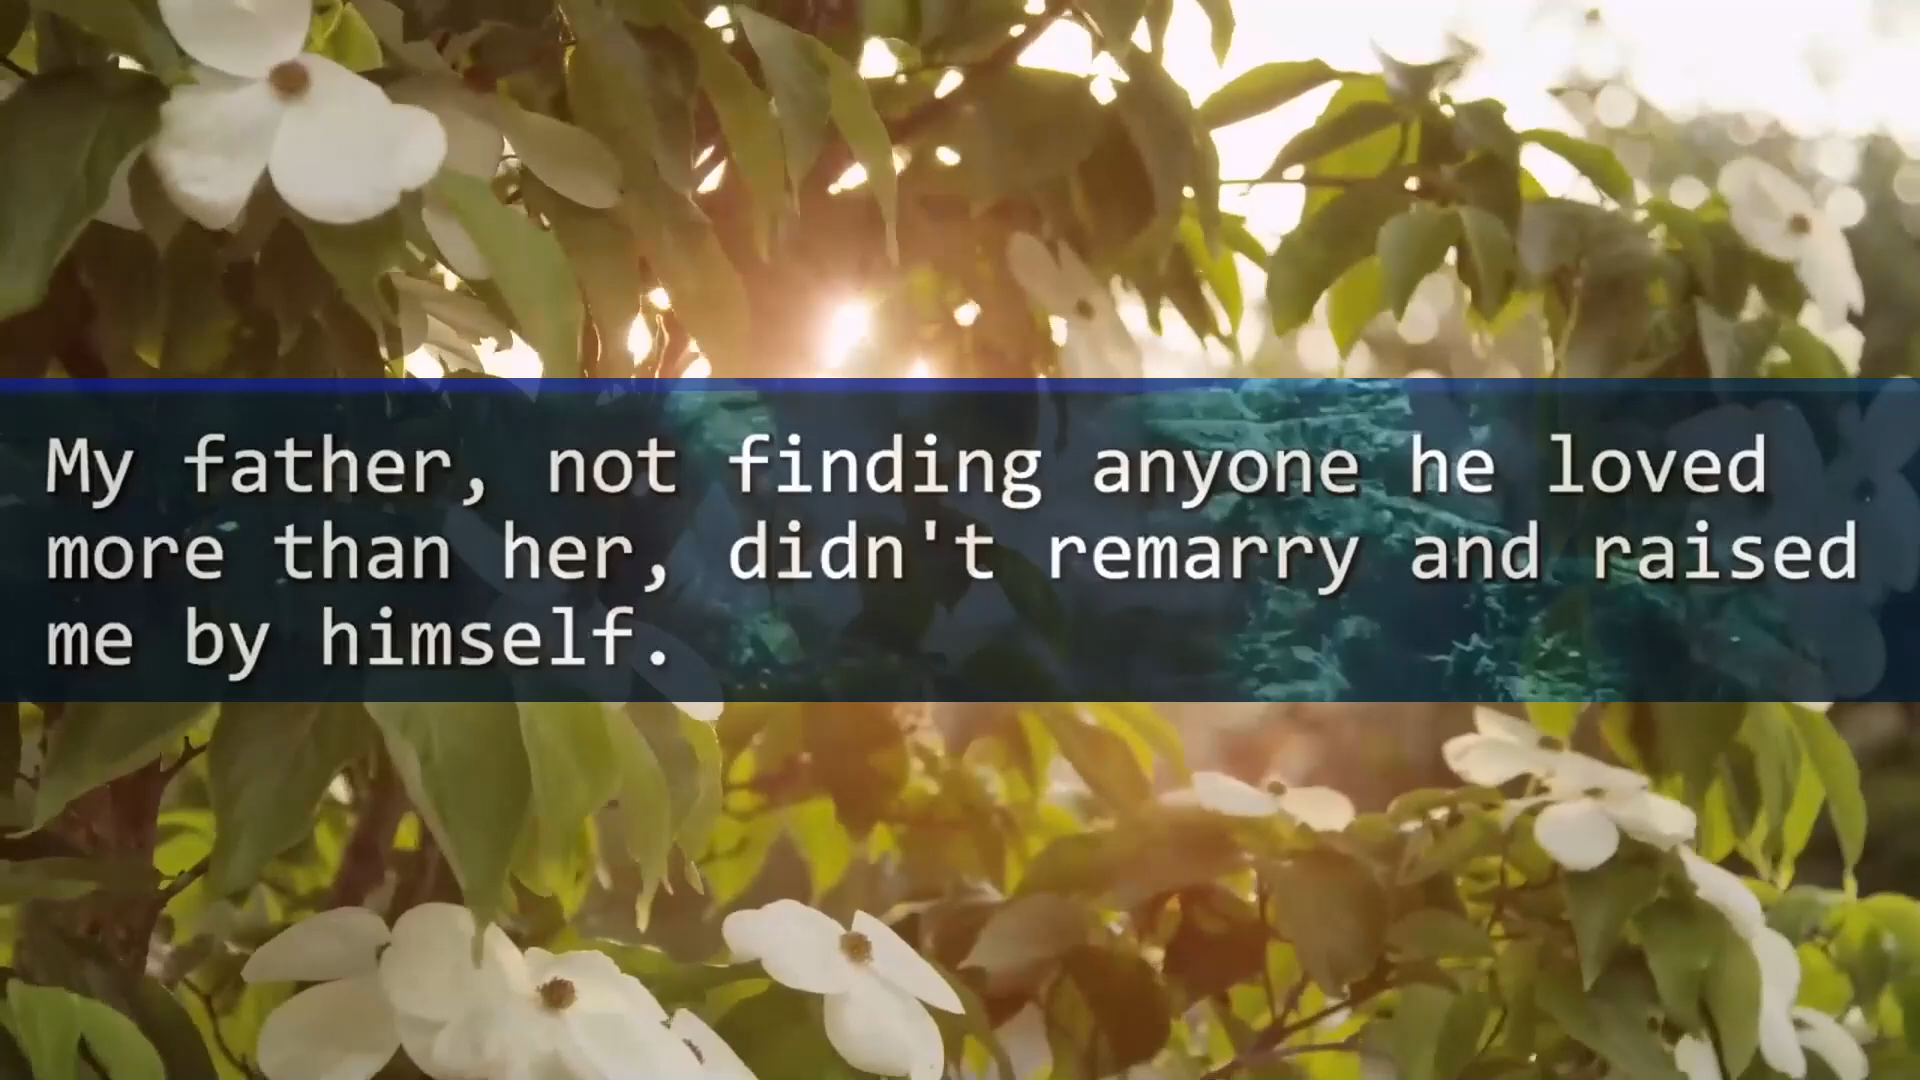 My father, not finding anyone he loved
more than her, didn't remarry and raised
me by himself.